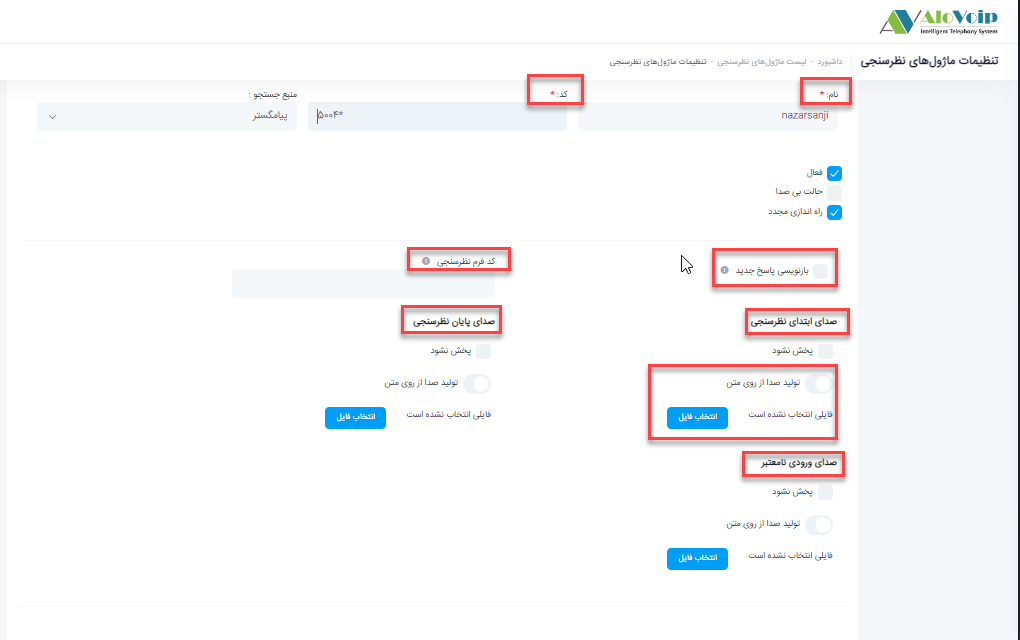 AloVoip
Intelligent Telephony System
تنظیمات ماژول‌های نظرسنجی
داشبورد - لیست ماژول‌های نظرسنجی - تنظیمات ماژول‌های نظرسنجی
نام: *
کد: *
منبع جستجو :
nazarsanji
۵۰۰۴*
پیامگستر
فعال
حالت بی صدا
راه اندازی مجدد
بازنویسی پاسخ جدید
کد فرم نظرسنجی
صدای ابتدای نظرسنجی
صدای پایان نظرسنجی
پخش نشود
پخش نشود
تولید صدا از روی متن
تولید صدا از روی متن
فایلی انتخاب نشده است
انتخاب فایل
فایلی انتخاب نشده است
انتخاب فایل
صدای ورودی نامعتبر
پخش نشود
تولید صدا از روی متن
فایلی انتخاب نشده است
انتخاب فایل